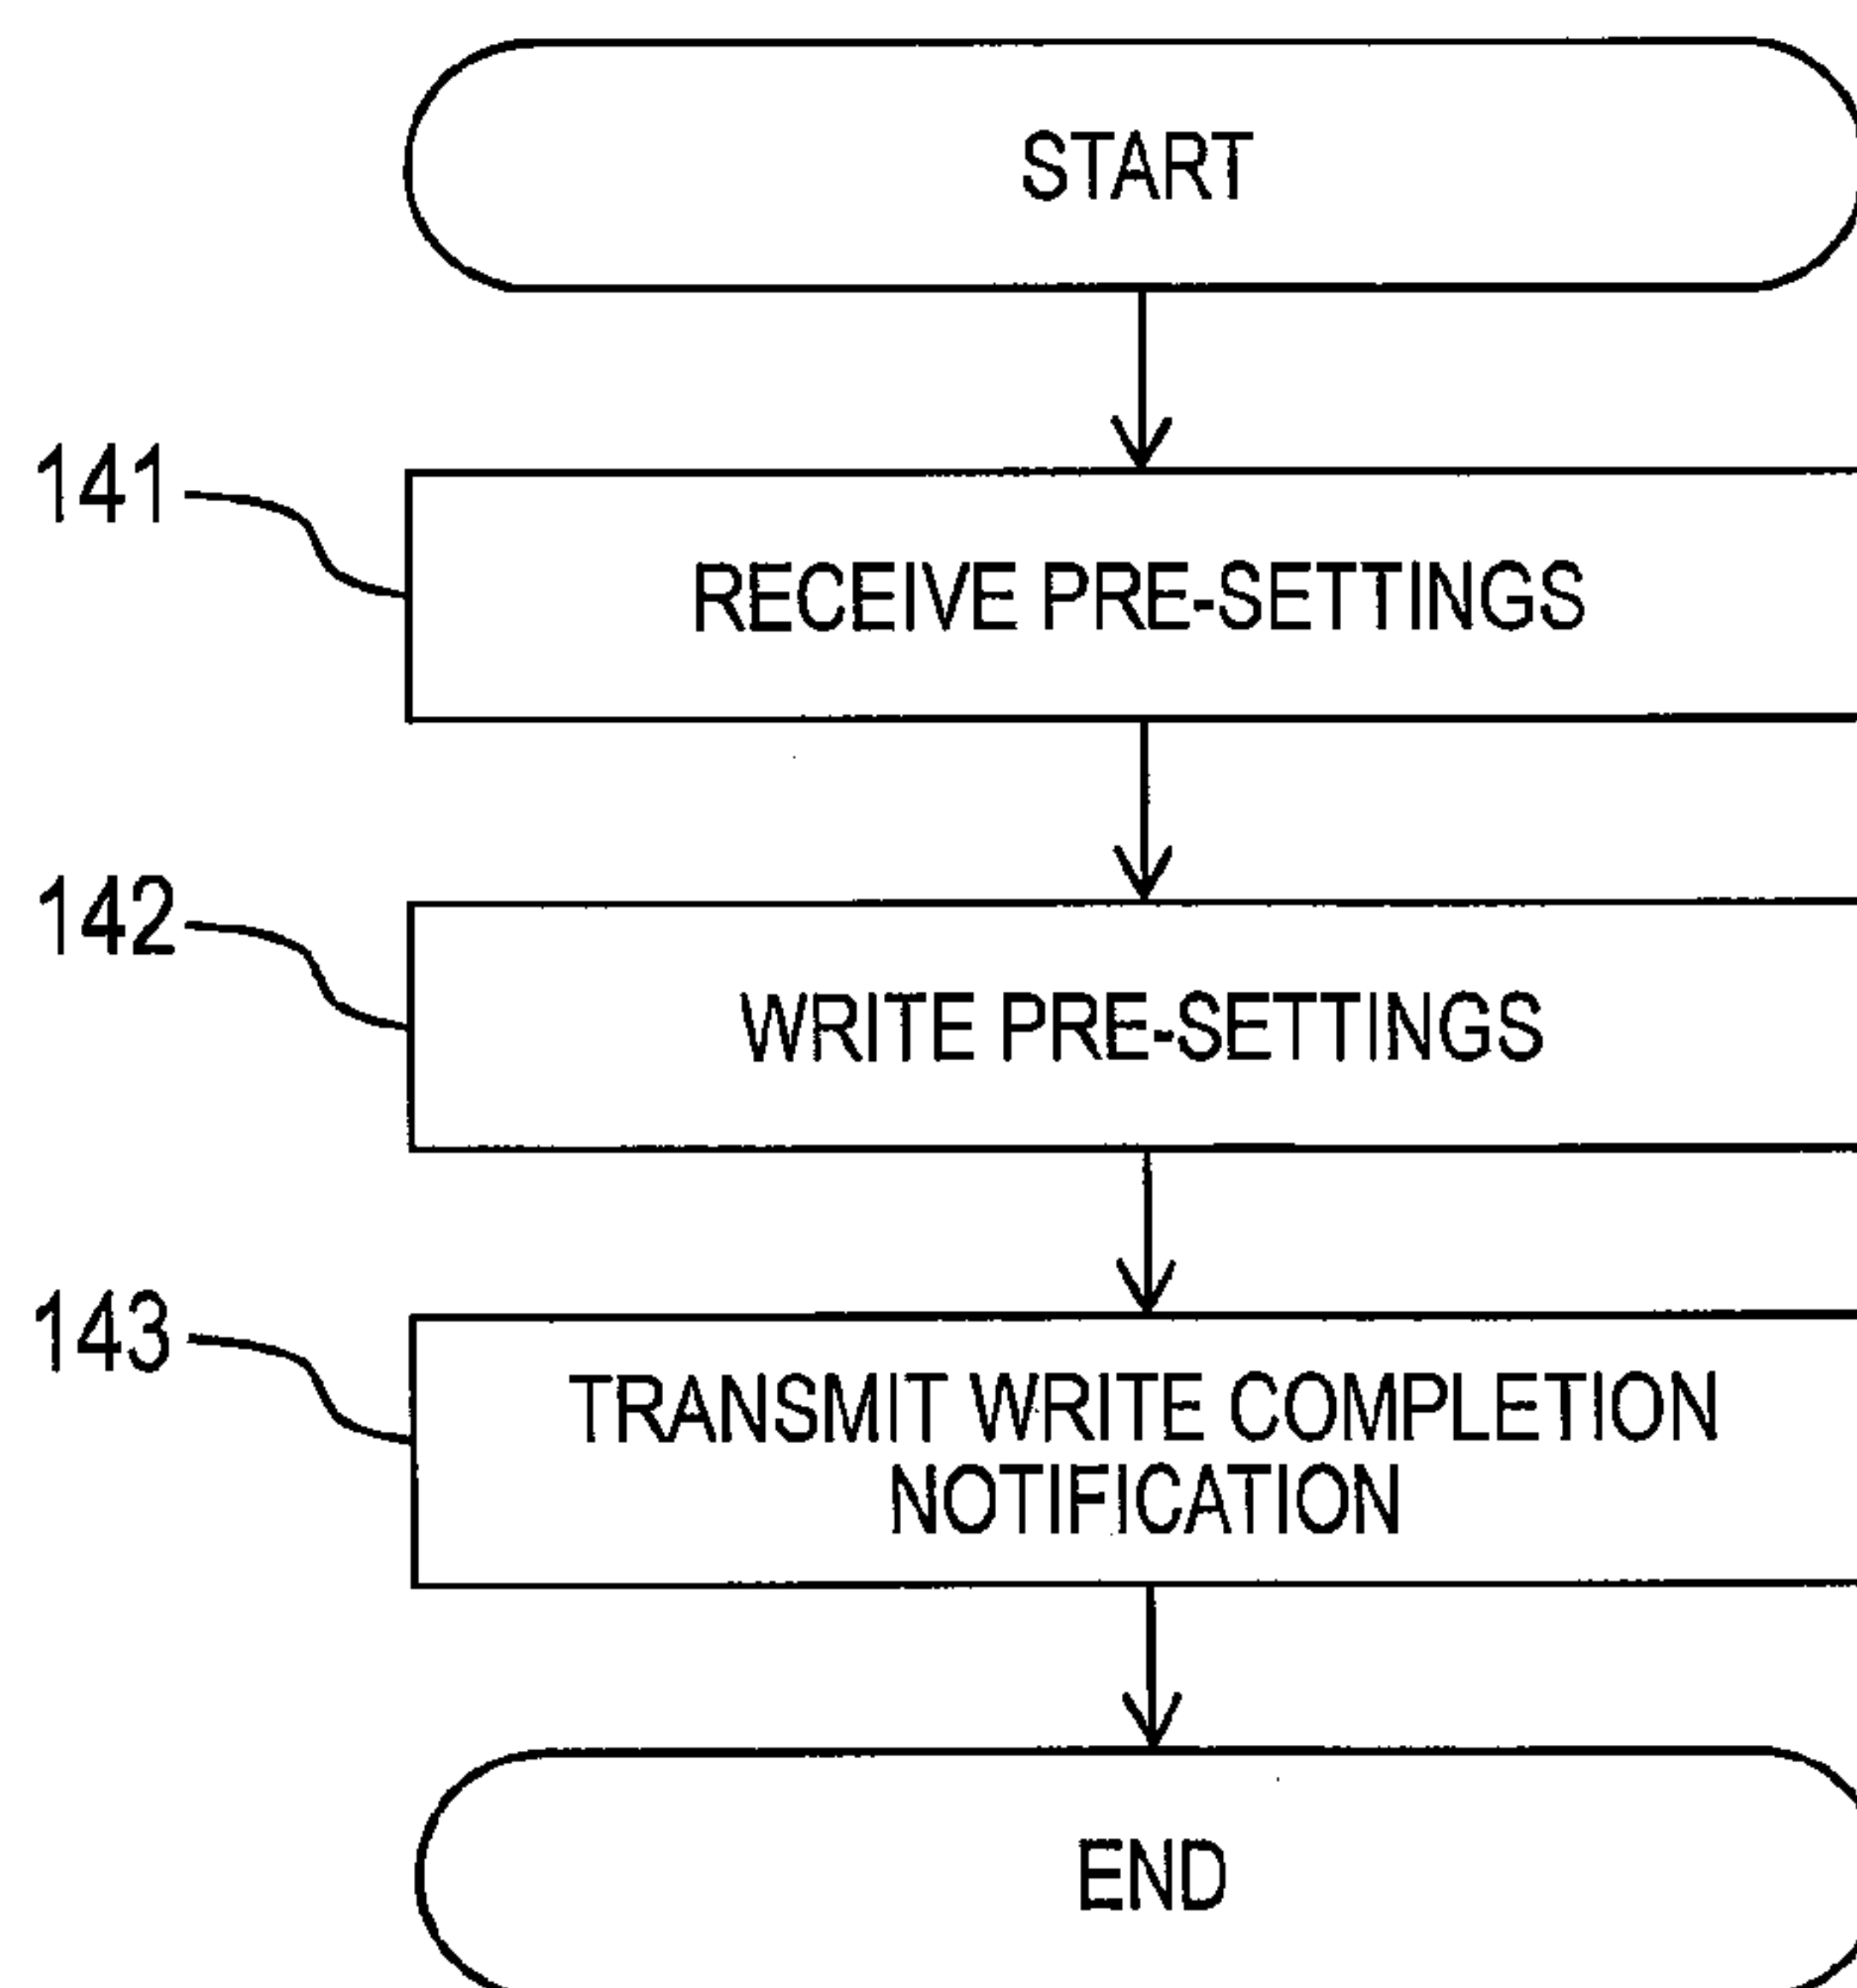 START
141
RECEIVE PRE-SETTINGS
142
WRITE PRE-SETTINGS
143
TRANSMIT WRITE COMPLETION
NOTIFICATION
END